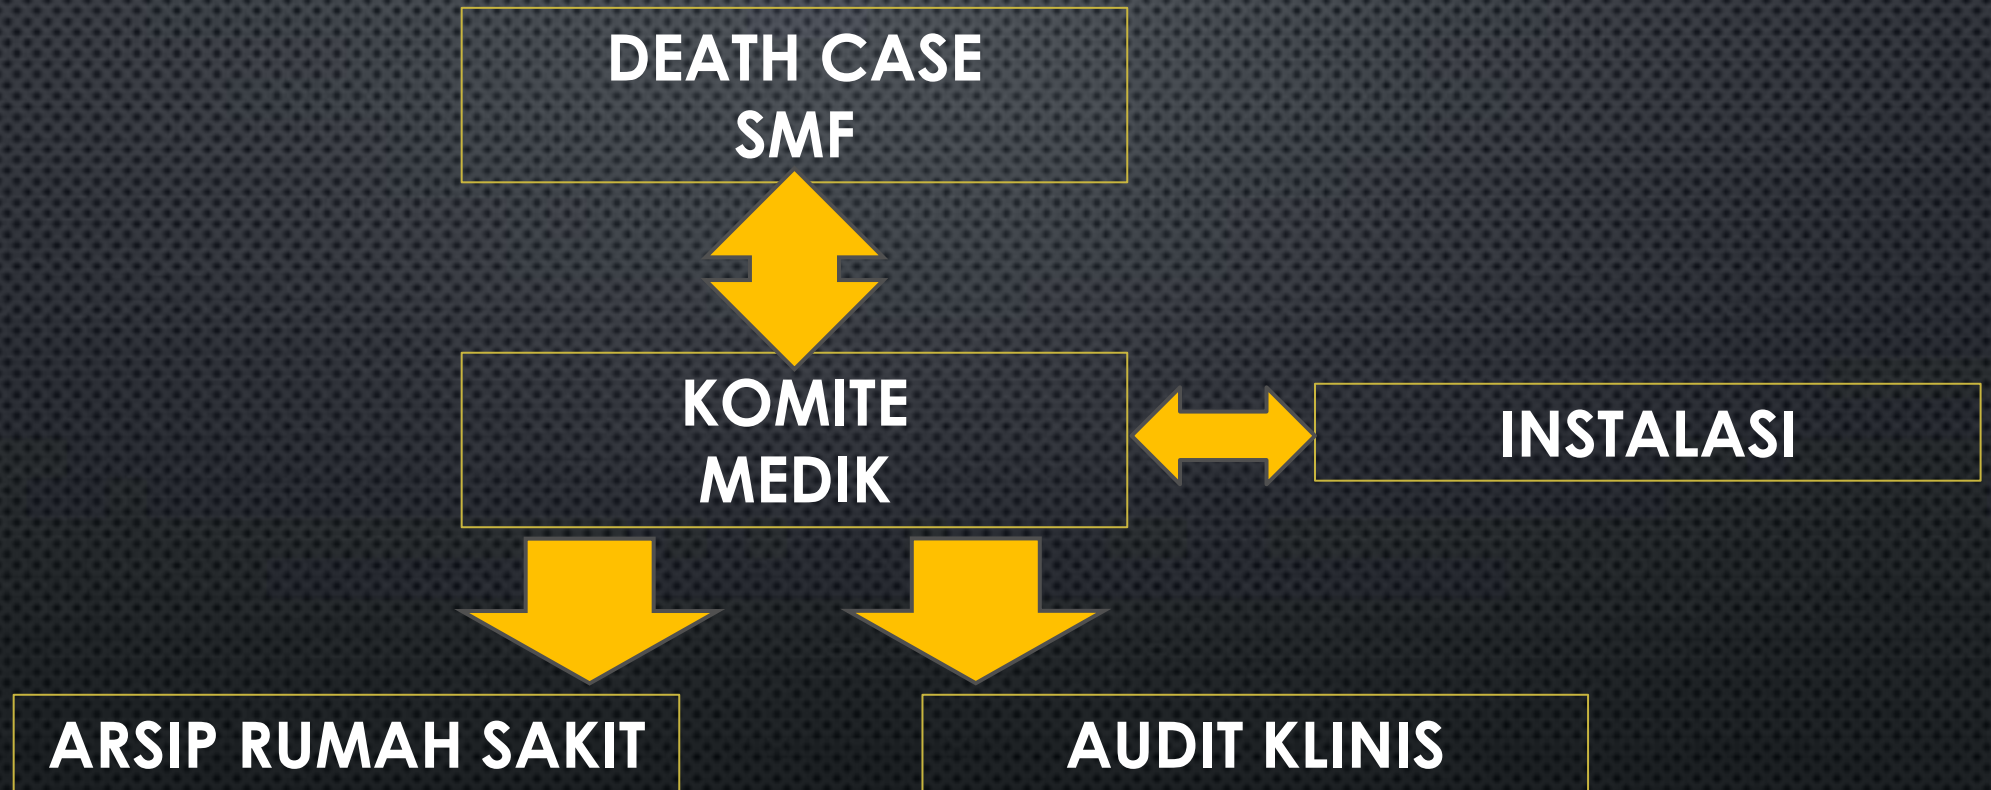 DEATH CASE
SMF
KOMITE
MEDIK
INSTALASI
ARSIP RUMAH SAKIT
AUDIT KLINIS